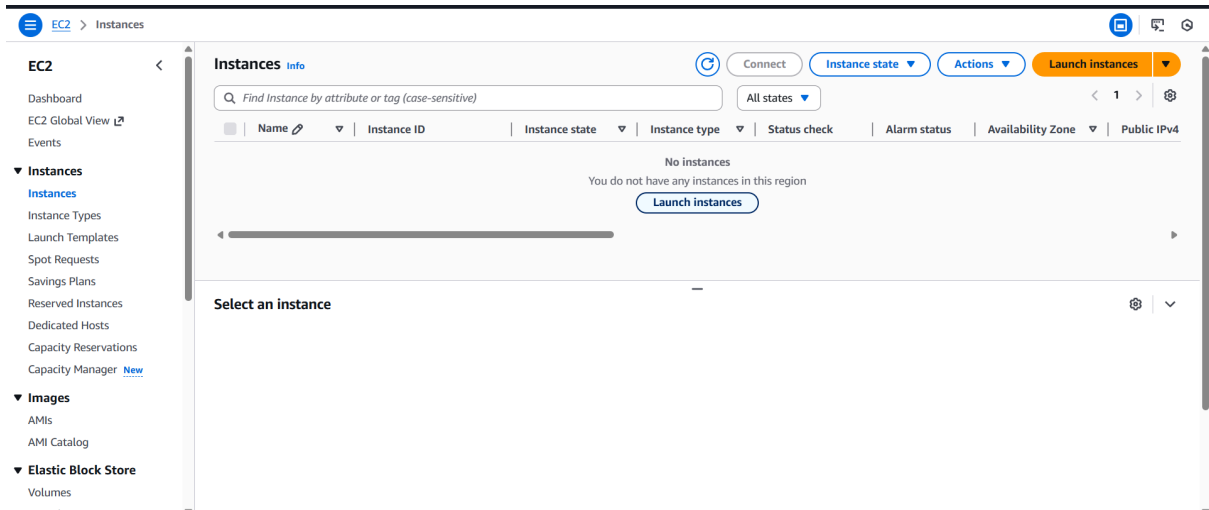 EC2 > Instances
EC2
Dashboard
EC2 Global View
Events
Instances
Instances
Instance Types
Launch Templates
Spot Requests
Savings Plans
Reserved Instances
Dedicated Hosts
Capacity Reservations
Capacity Manager New
Images
AMIs
AMI Catalog
Elastic Block Store
Volumes
Instances Info
Connect Instance state Actions Launch instances
Find Instance by attribute or tag (case-sensitive) All states 1
Name Instance ID Instance state Instance type Status check Alarm status Availability Zone Public IPv4
No instances
You do not have any instances in this region
Launch instances
Select an instance